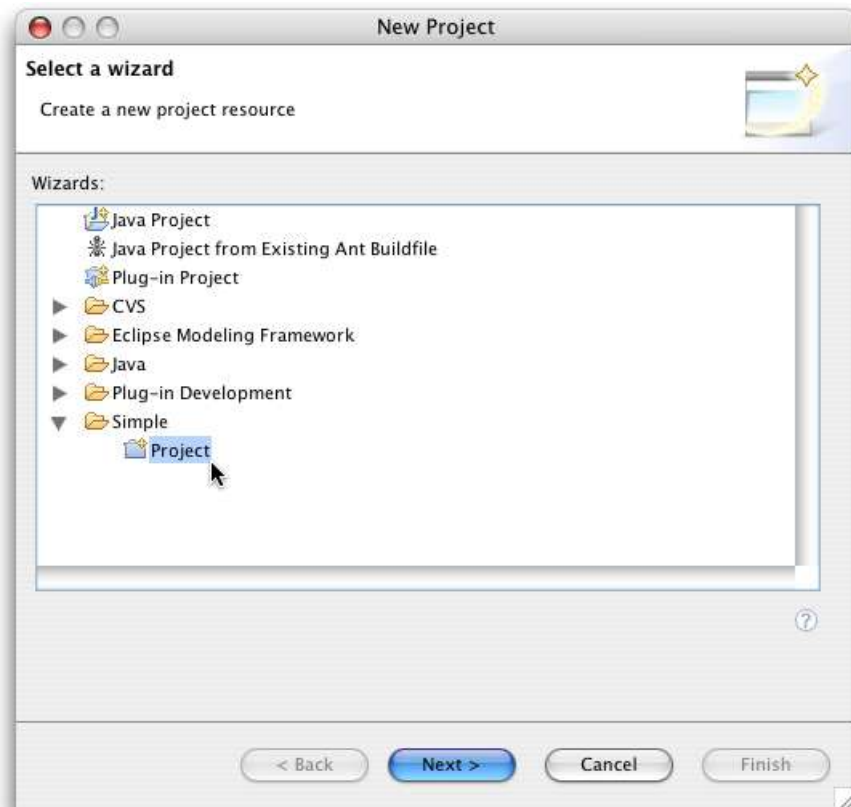 New Project
Select a wizard
Create a new project resource
Wizards:
Java Project
Java Project from Existing Ant Buildfile
Plug-in Project
CVS
Eclipse Modeling Framework
Java
Plug-in Development
Simple
Project
?
< Back Next > Cancel Finish